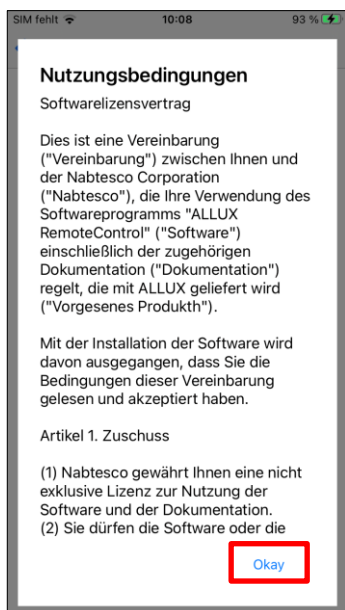 SIM fehlt 10:08 93 %
Nutzungsbedingungen
Softwarelizensvertrag
Dies ist eine Vereinbarung
("Vereinbarung") zwischen Ihnen und
der Nabtesco Corporation
("Nabtesco"), die Ihre Verwendung des
Softwareprogramms "ALLUX
RemoteControl" ("Software")
einschließlich der zugehörigen
Dokumentation ("Dokumentation")
regelt, die mit ALLUX geliefert wird
("Vorgesenes Produkth").
Mit der Installation der Software wird
davon ausgegangen, dass Sie die
Bedingungen dieser Vereinbarung
gelesen und akzeptiert haben.
Artikel 1. Zuschuss
(1) Nabtesco gewährt Ihnen eine nicht
exklusive Lizenz zur Nutzung der
Software und der Dokumentation.
(2) Sie dürfen die Software oder die
Okay